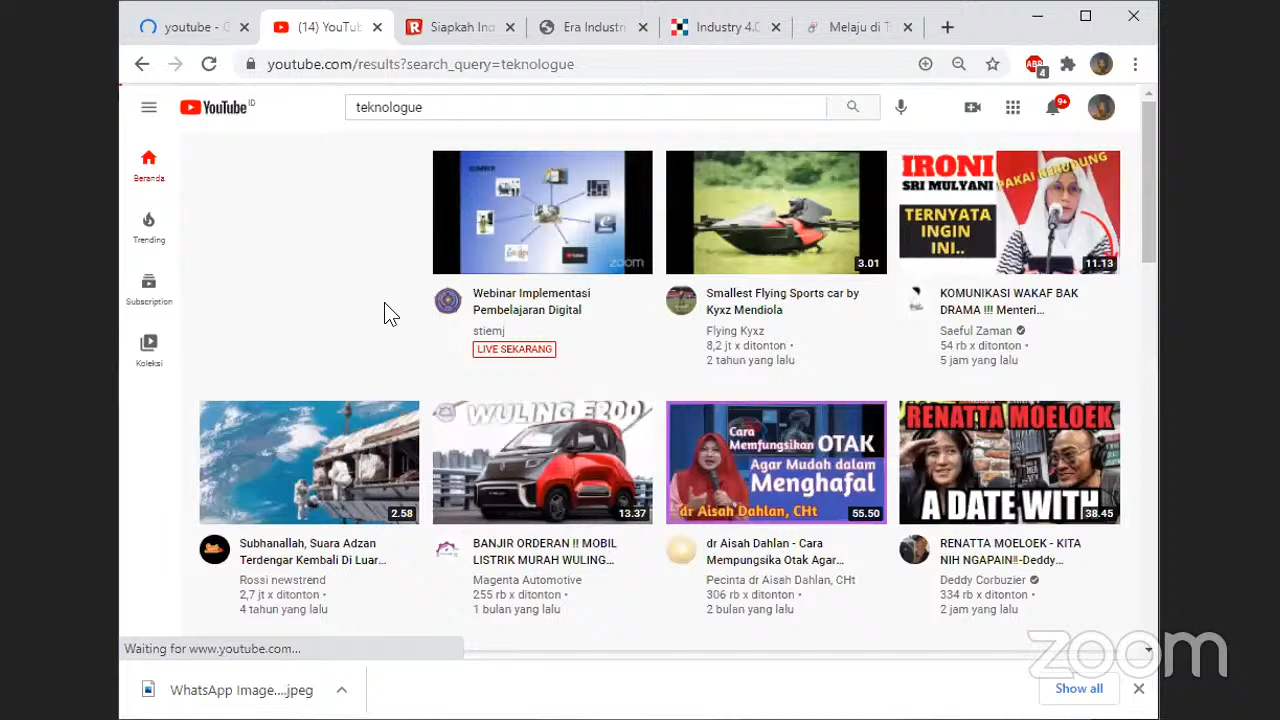 youtube - G
(14) YouTub
Siapkah Ind
Era Industri
Industry 4.0
Melaju di T
youtube.com/results?search_query=teknologue
ABP
4
YouTube ID
teknologue
9+
Beranda
Trending
Subscription
Koleksi
zoom
3.01
IRONI
SRI MULYANI
PAKAI KERUDUNG
TERNYATA
INGIN
INI..
11.13
Webinar Implementasi
Pembelajaran Digital
stiemj
LIVE SEKARANG
Smallest Flying Sports car by
Kyxz Mendiola
Flying Kyxz
8,2 jt x ditonton •
2 tahun yang lalu
KOMUNIKASI WAKAF BAK
DRAMA !!! Menteri...
Saeful Zaman
54 rb x ditonton •
5 jam yang lalu
2.58
WULING E200
13.37
Cara
Memfungsikan OTAK
Agar Mudah dalam
Menghafal
dr Aisah Dahlan, CHt
55.50
RENATTA MOELOEK
A DATE WITH
38.45
Subhanallah, Suara Adzan
Terdengar Kembali Di Luar...
Rossi newstrend
2,7 jt x ditonton •
4 tahun yang lalu
BANJIR ORDERAN !! MOBIL
LISTRIK MURAH WULING...
Magenta Automotive
255 rb x ditonton •
1 bulan yang lalu
dr Aisah Dahlan - Cara
Mempungsika Otak Agar...
Pecinta dr Aisah Dahlan, CHt
306 rb x ditonton •
2 bulan yang lalu
RENATTA MOELOEK - KITA
NIH NGAPAIN!!-Deddy...
Deddy Corbuzier
334 rb x ditonton •
2 jam yang lalu
Waiting for www.youtube.com...
WhatsApp Image....jpeg
Show all
zoom